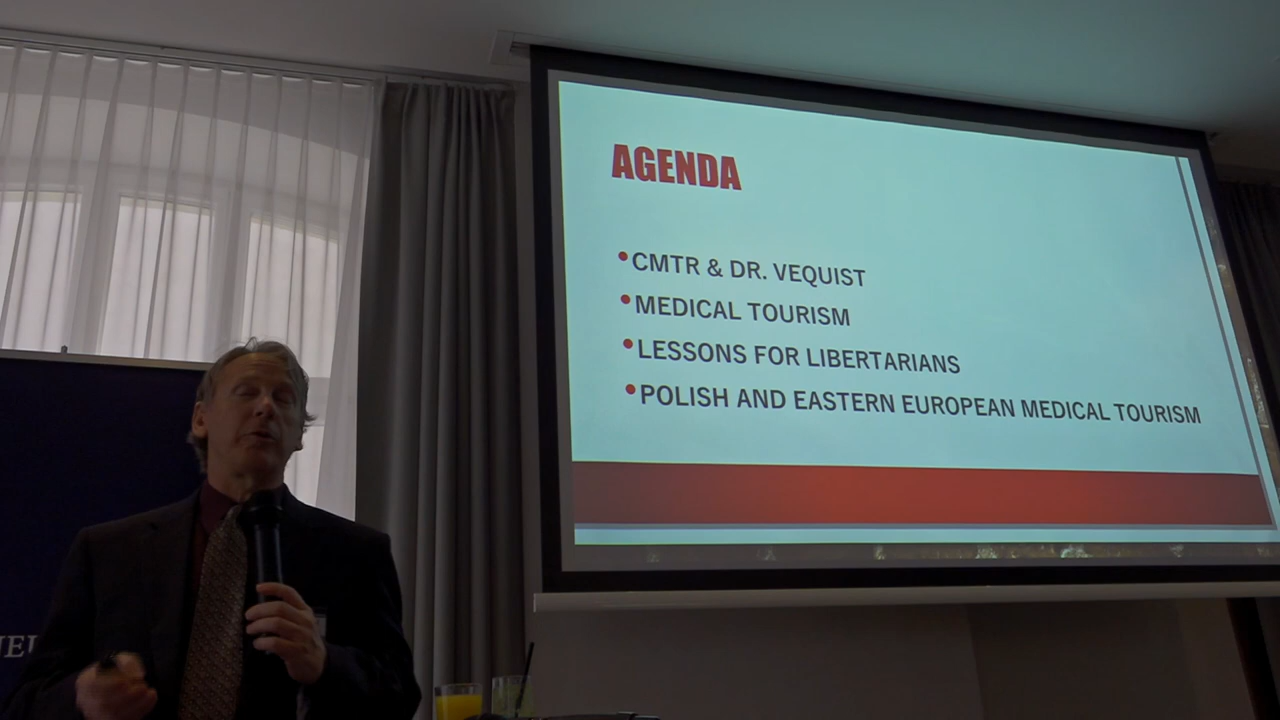 AGENDA
•CMTR & DR. VEQUIST
•MEDICAL TOURISM
•LESSONS FOR LIBERTARIANS
•POLISH AND EASTERN EUROPEAN MEDICAL TOURISM